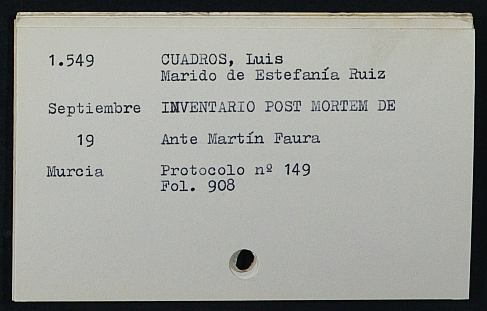 1.549 CUADROS, Luis
Marido de Estefanía Ruiz
Septiembre INVENTARIO POST MORTEM DE
19 Ante Martín Faura
Murcia Protocolo nº 149
Fol. 908